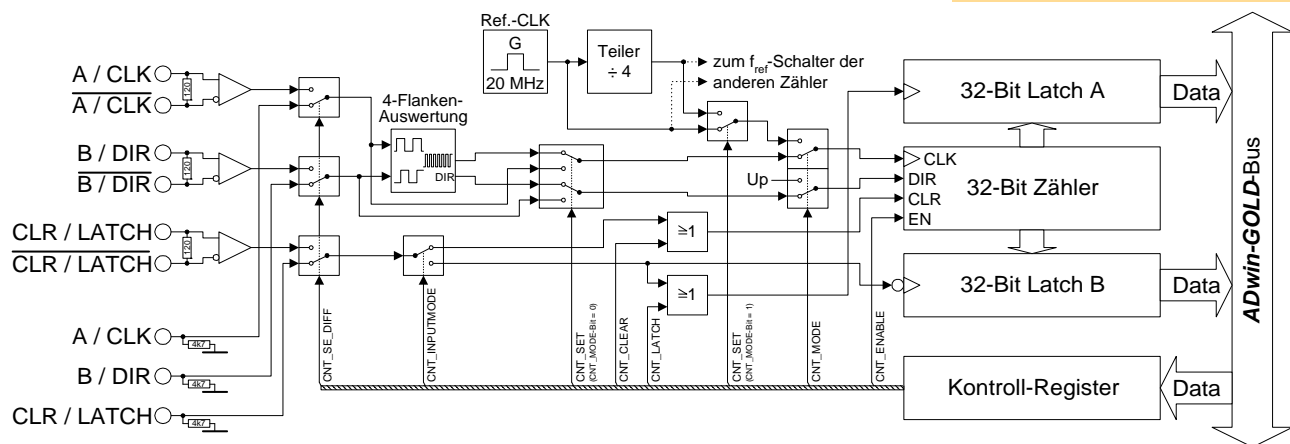 Ref.-CLK
G
20 MHz
Teiler
÷ 4
zum fref-Schalter der
anderen Zähler
A / CLK
A / CLK
120
B / DIR
B / DIR
120
CLR / LATCH
CLR / LATCH
120
A / CLK
4k7
B / DIR
4k7
CLR / LATCH
4k7
4-Flanken-
Auswertung
DIR
Up
≥1
≥1
CNT_SE_DIFF
CNT_INPUTMODE
CNT_SET
(CNT_MODE-Bit = 0)
CNT_CLEAR
CNT_LATCH
CNT_SET
(CNT_MODE-Bit = 1)
CNT_MODE
CNT_ENABLE
32-Bit Latch A
Data
CLK
DIR
CLR
EN
32-Bit Zähler
32-Bit Latch B
Data
Kontroll-Register
Data
ADwin-GOLD-Bus